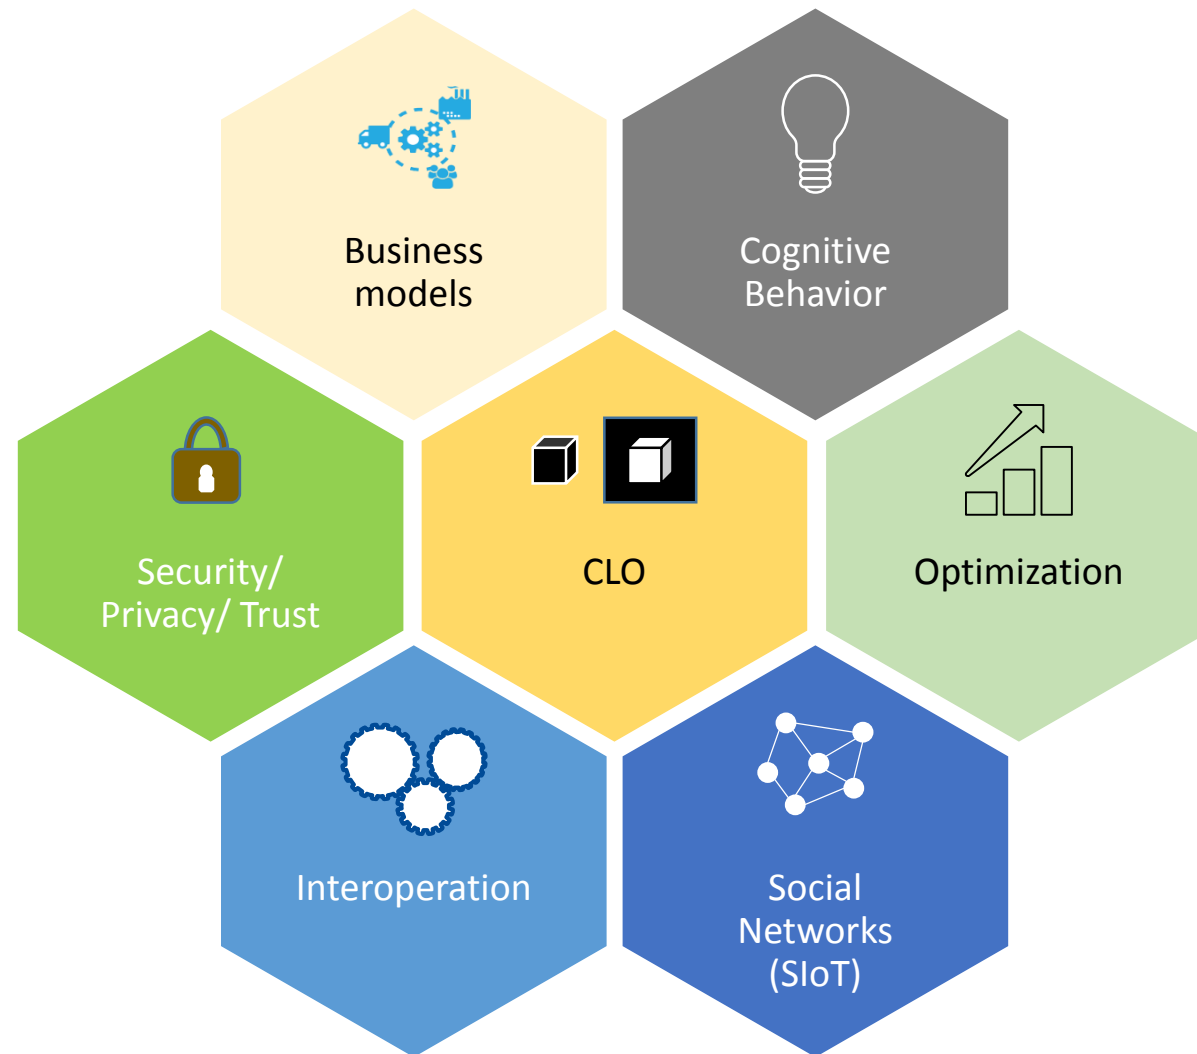 Business
models
Cognitive
Behavior
Security/
Privacy/ Trust
CLO
Optimization
Interoperation
Social
Networks
(SIoT)